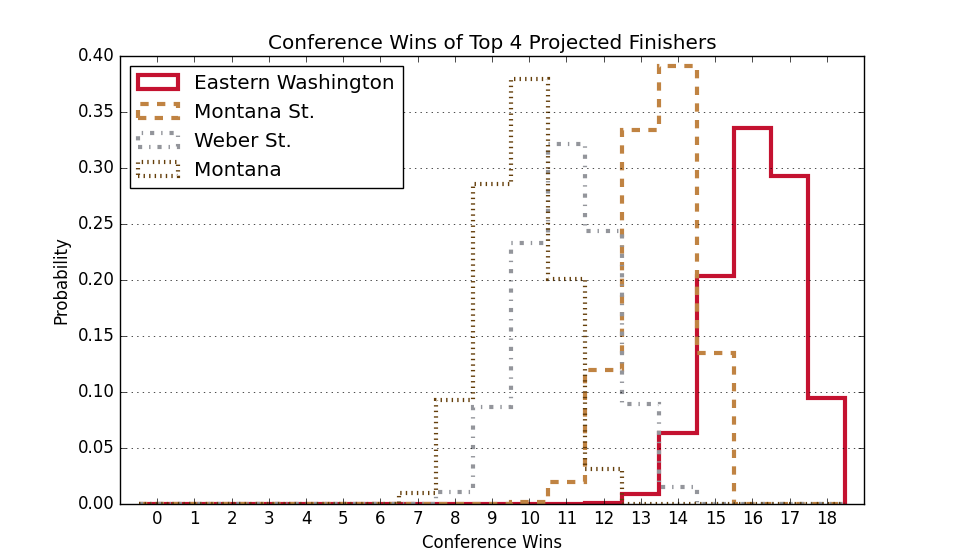 Conference Wins of Top 4 Projected Finishers
0.40
0.35
0.30
0.25
0.20
0.15
0.10
0.05
0.00
Probability
Eastern Washington
Montana St.
Weber St.
Montana
0 1 2 3 4 5 6 7 8 9 10 11 12 13 14 15 16 17 18
Conference Wins